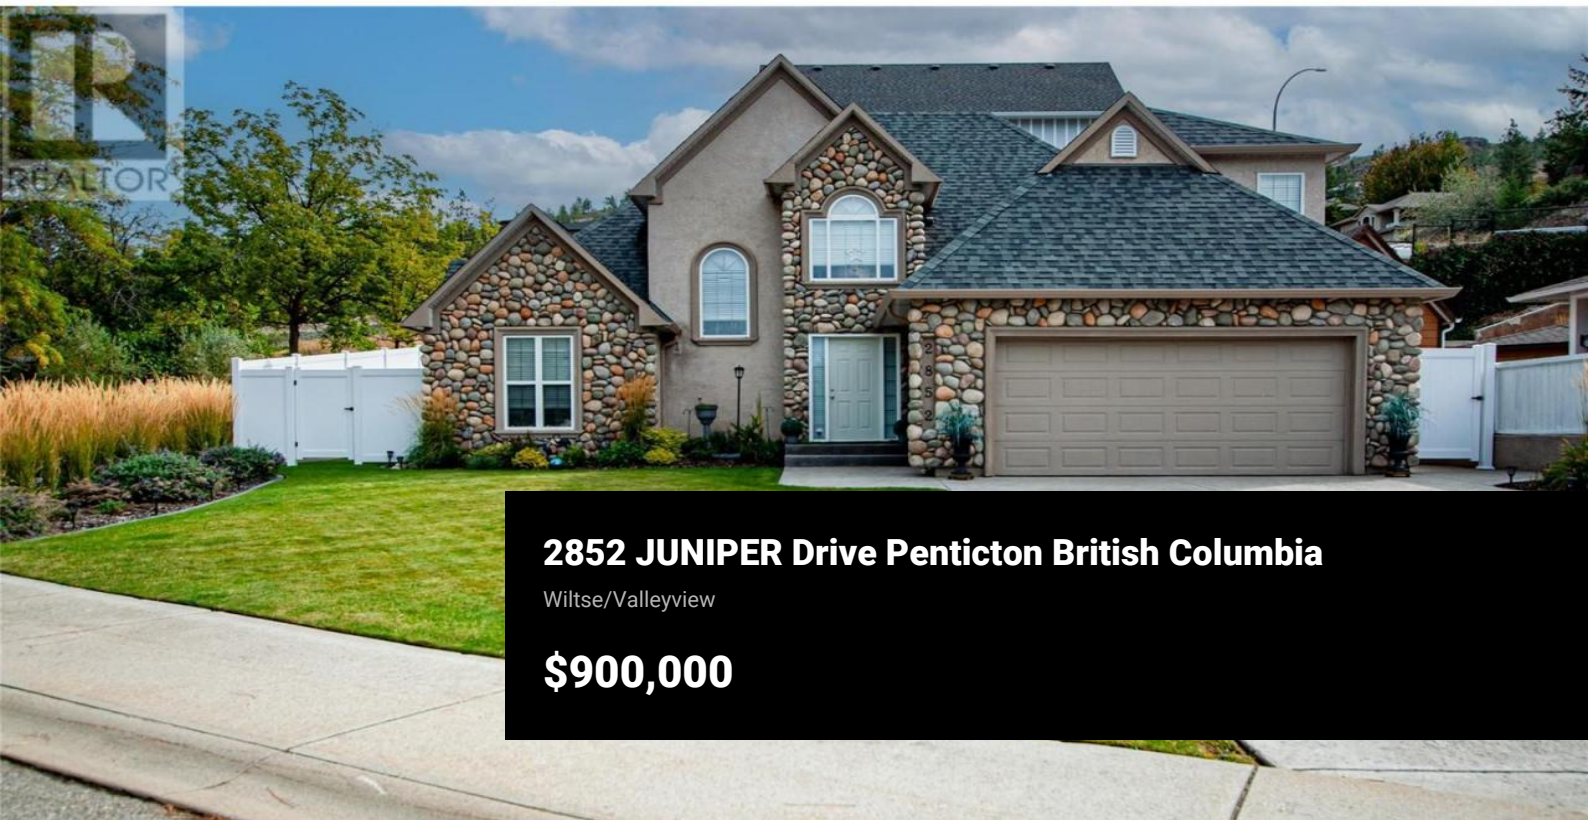 R
REALTOR
2852
2852 JUNIPER Drive Penticton British Columbia
Wiltse/Valleyview
$900,000